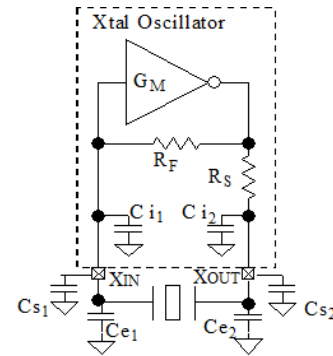 Xtal Oscillator
GM
RF
RS
Ci1
Ci2
XIN
XOUT
Cs1
Cs2
Ce1
Ce2